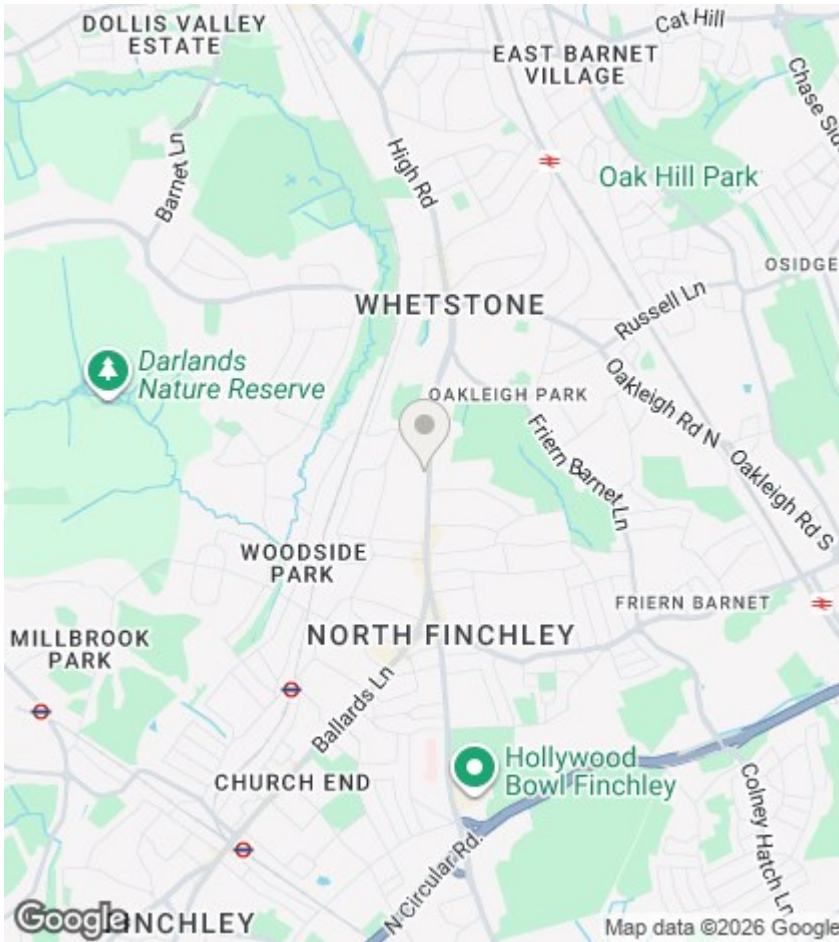 DOLLIS VALLEY
ESTATE
Cat Hill
EAST BARNET
VILLAGE
Chase Sid
Barnet Ln
High Rd
Oak Hill Park
OSIDGE
WHETSTONE
Russell Ln
Darlands
Nature Reserve
OAKLEIGH PARK
Oakleigh Rd N
Friern Barnet Ln
Oakleigh Rd S
WOODSIDE
PARK
FRIERN BARNET
MILLBROOK
PARK
NORTH FINCHLEY
Ballards Ln
Hollywood
Bowl Finchley
CHURCH END
Colney Hatch Ln
N Circular Rd
Google
FINCHLEY
Map data ©2026 Google